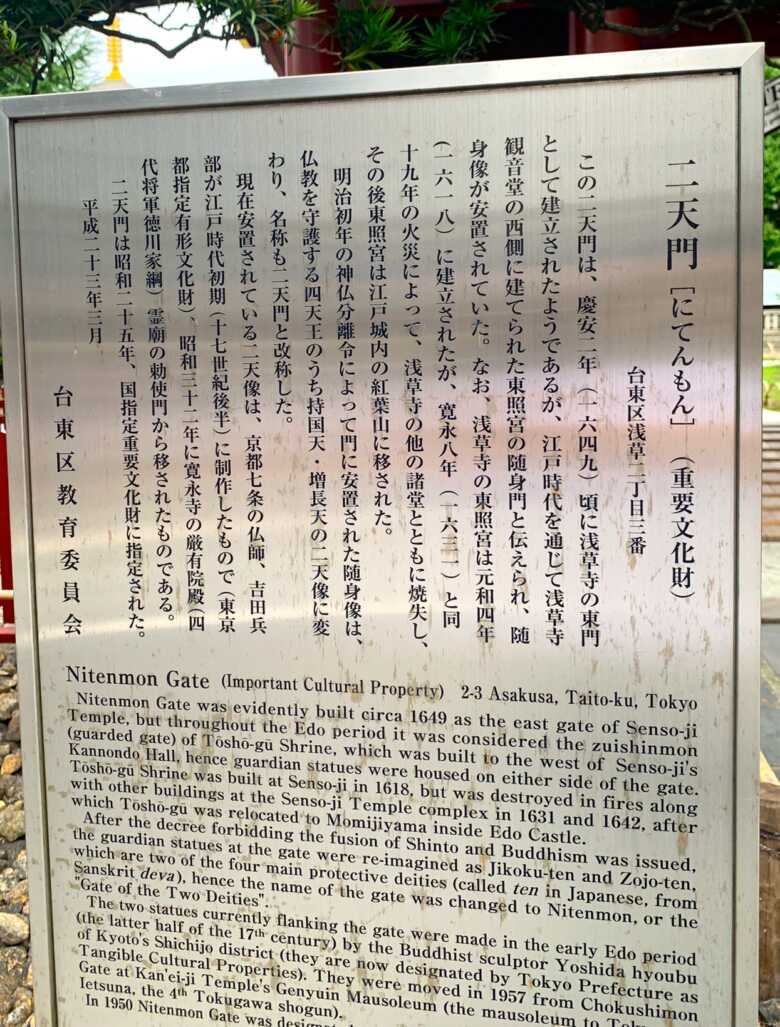 二天門［にてんもん］（重要文化財）
台東区浅草二丁目三番
この二天門は、慶安二年（一六四九）頃に浅草寺の東門
として建立されたようであるが、江戸時代を通じて浅草寺
観音堂の西側に建てられた東照宮の随身門と伝えられ、随
身像が安置されていた。なお、浅草寺の東照宮は元和四年
（一六一八）に建立されたが、寛永八年（一六三一）と同
十九年の火災によって、浅草寺の他の諸堂とともに焼失し、
その後東照宮は江戸城内の紅葉山に移された。
明治初年の神仏分離令によって門に安置された随身像は、
仏教を守護する四天王のうち持国天・増長天の二天像に変
わり、名称も二天門と改称した。
現在安置されている二天像は、京都七条の仏師、吉田兵
部が江戸時代初期（十七世紀後半）に制作したもので（東京
都指定有形文化財）、昭和三十二年に寛永寺の厳有院殿（四
代将軍徳川家綱）霊廟の勅使門から移されたものである。
二天門は昭和二十五年、国指定重要文化財に指定された。
平成二十三年三月
台東区教育委員会
Nitenmon Gate (Important Cultural Property) 2-3 Asakusa, Taito-ku, Tokyo
Nitenmon Gate was evidently built circa 1649 as the east gate of Senso-ji
Temple, but throughout the Edo period it was considered the zuishinmon
(guarded gate) of Tōshō-gū Shrine, which was built to the west of Senso-ji's
Kannondo Hall, hence guardian statues were housed on either side of the gate.
Tōshō-gū Shrine was built at Senso-ji in 1618, but was destroyed in fires along
with other buildings at the Senso-ji Temple complex in 1631 and 1642, after
which Tōshō-gū was relocated to Momijiyama inside Edo Castle.
After the decree forbidding the fusion of Shinto and Buddhism was issued,
the guardian statues at the gate were re-imagined as Jikoku-ten and Zojo-ten,
which are two of the four main protective deities (called ten in Japanese, from
Sanskrit deva), hence the name of the gate was changed to Nitenmon, or the
"Gate of the Two Deities".
The two statues currently flanking the gate were made in the early Edo period
(the latter half of the 17th century) by the Buddhist sculptor Yoshida hyoubu
of Kyoto's Shichijo district (they are now designated by Tokyo Prefecture as
Tangible Cultural Properties). They were moved in 1957 from Chokushimon
Gate at Kan'ei-ji Temple's Genyuin Mausoleum (the mausoleum to
Ietsuna, the 4th Tokugawa shogun).
In 1950 Nitenmon Gate was